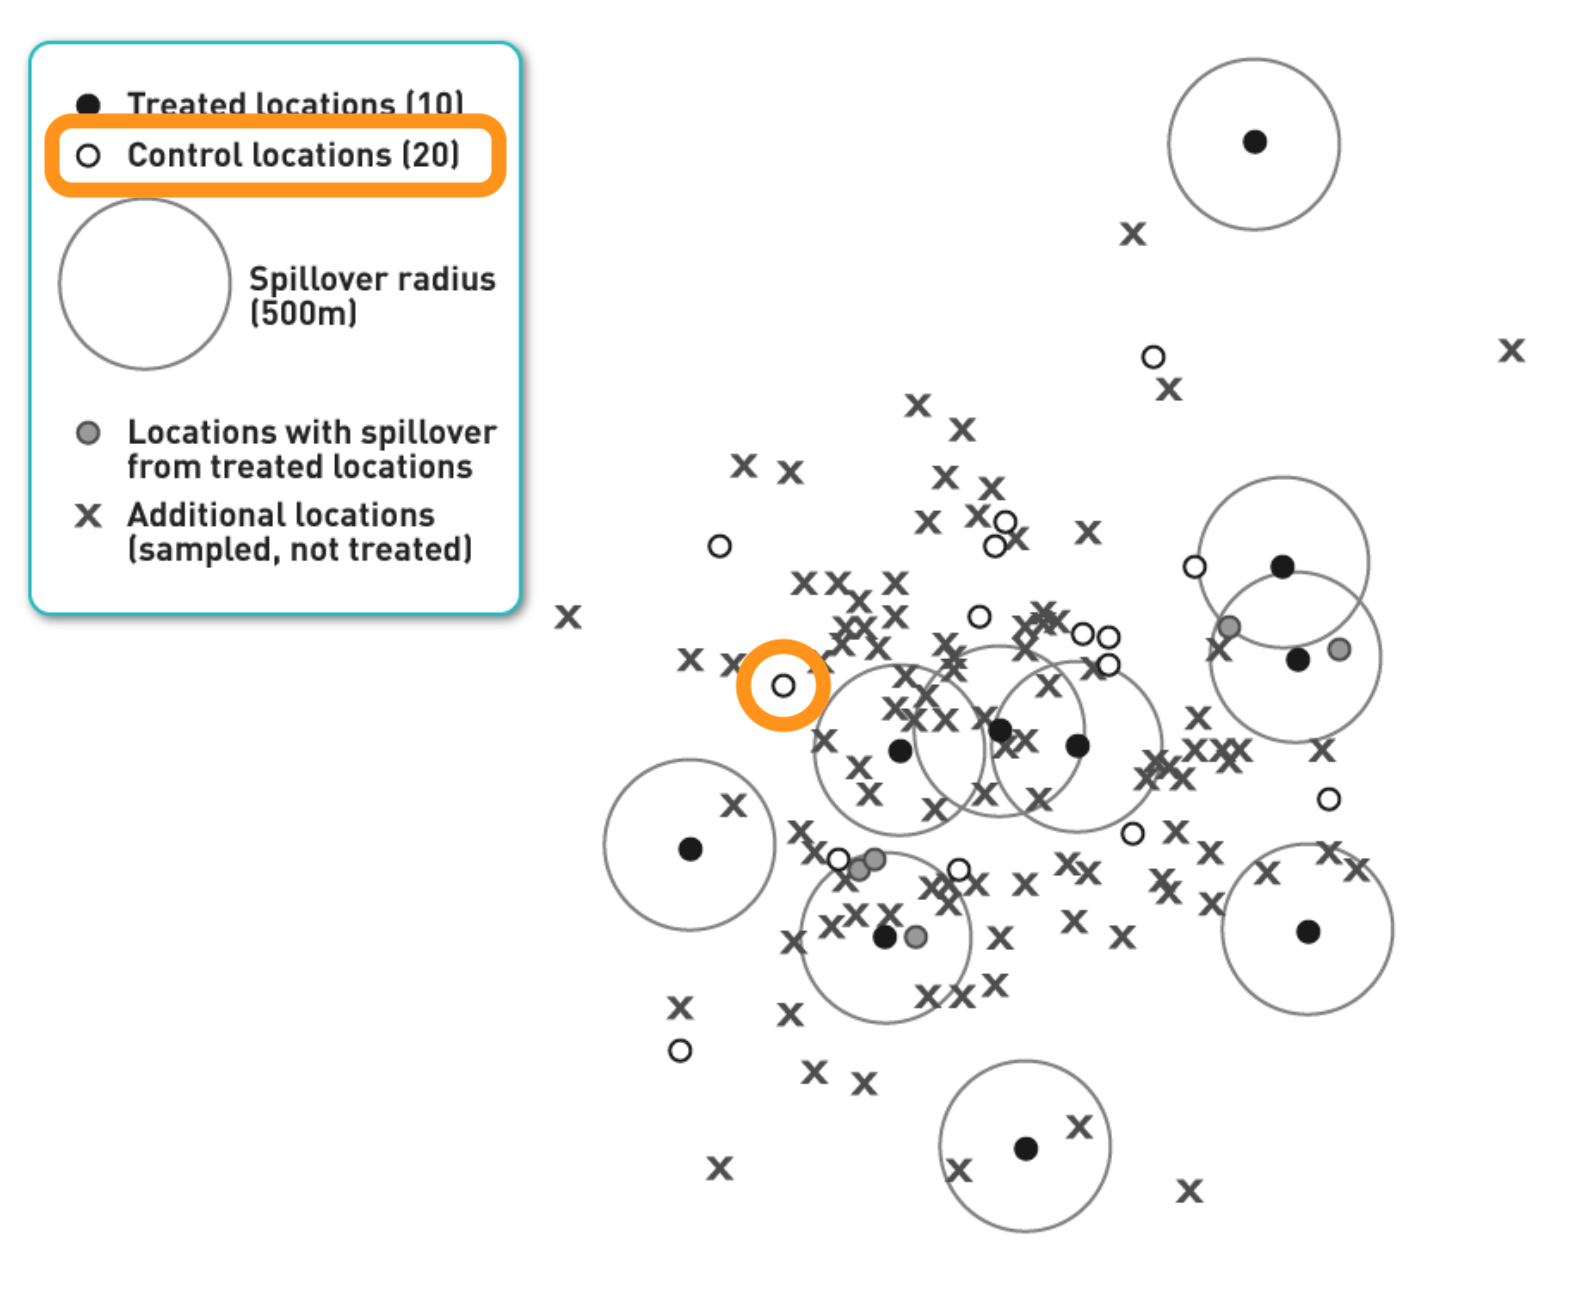 Treated locations (10)
Control locations (20)
Spillover radius
(500m)
Locations with spillover
from treated locations
X Additional locations
(sampled, not treated)